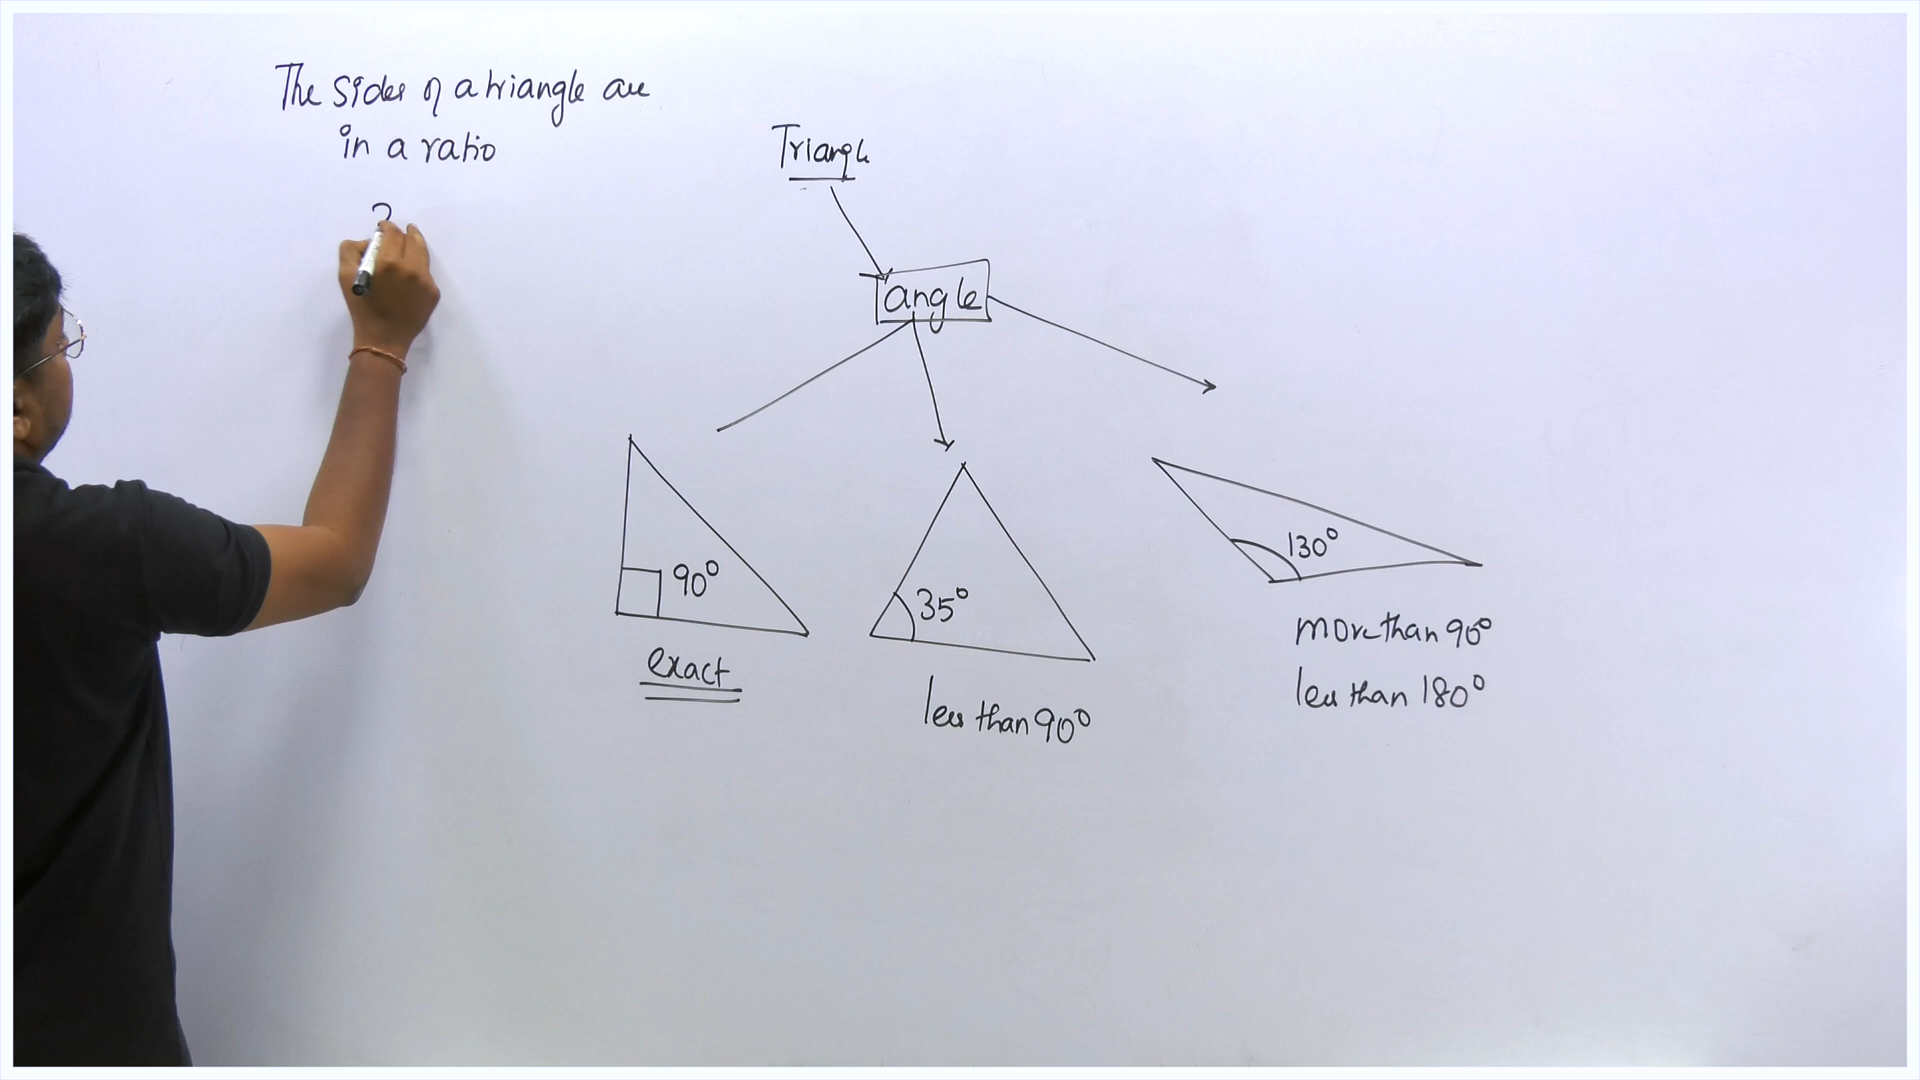 The sides of a triangle are
in a ratio
Triangle
angle
90°
exact
35°
less than 90°
130°
more than 90°
less than 180°